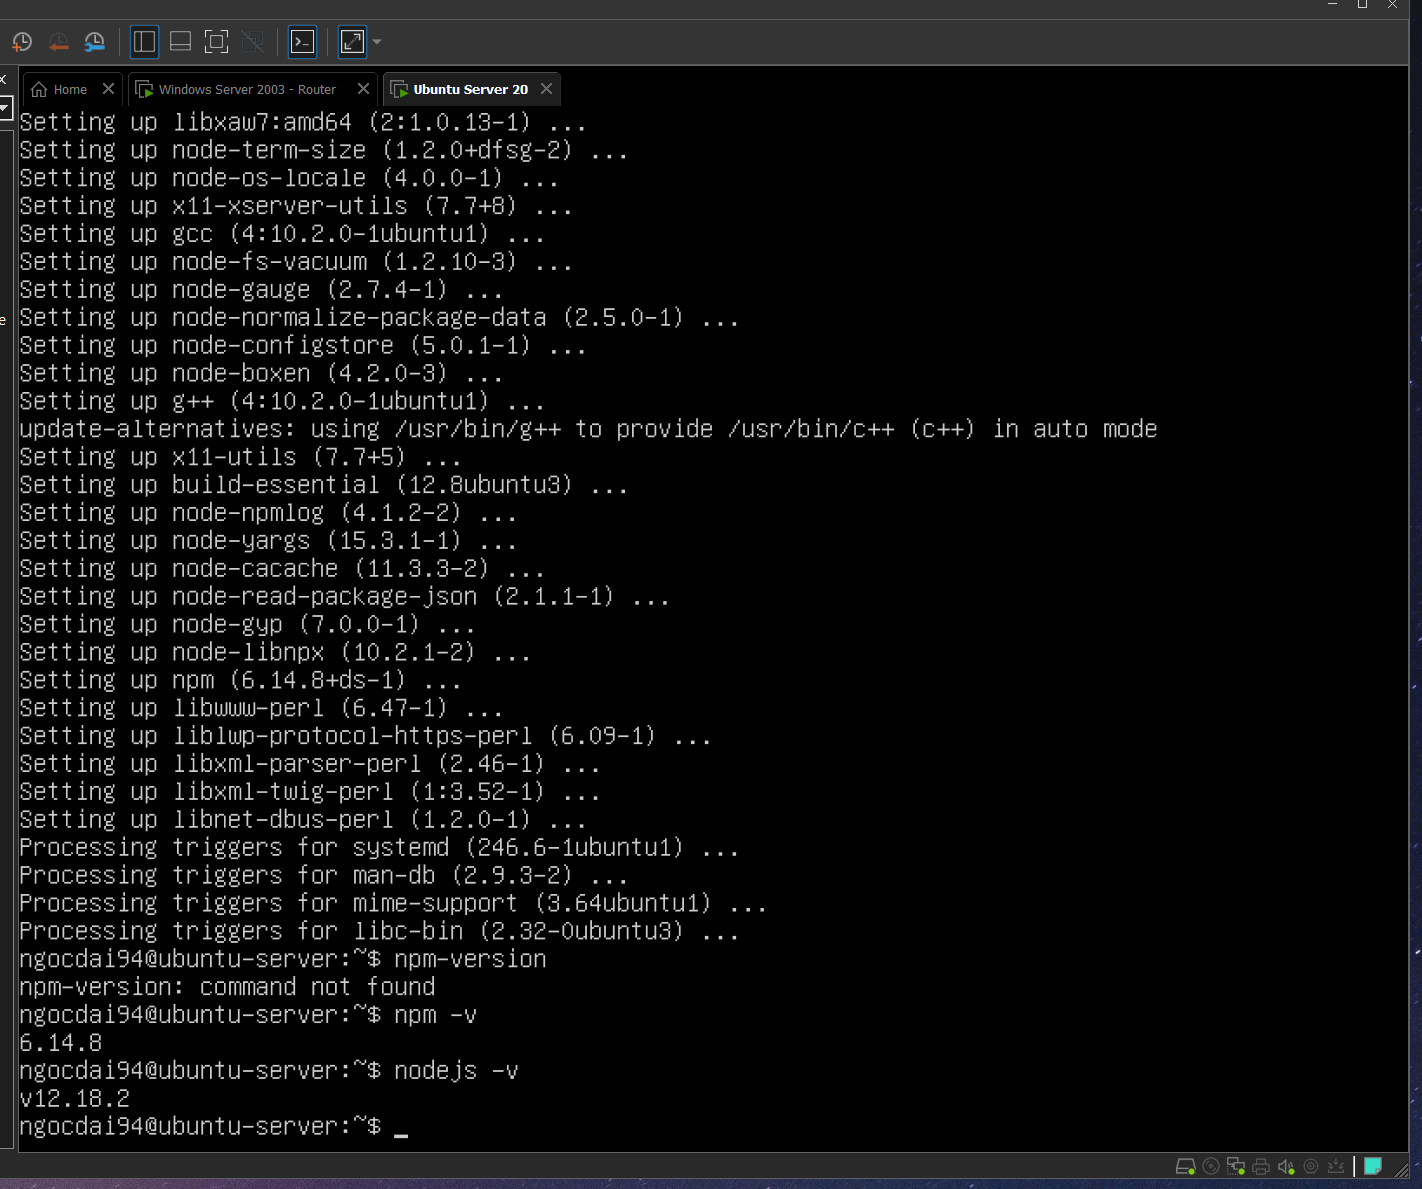 Home
Windows Server 2003 - Router
Ubuntu Server 20
Setting up libxaw7:amd64 (2:1.0.13-1) ...
Setting up node-term-size (1.2.0+dfsg-2) ...
Setting up node-os-locale (4.0.0-1) ...
Setting up x11-xserver-utils (7.7+8) ...
Setting up gcc (4:10.2.0-1ubuntu1) ...
Setting up node-fs-vacuum (1.2.10-3) ...
Setting up node-gauge (2.7.4-1) ...
Setting up node-normalize-package-data (2.5.0-1) ...
Setting up node-configstore (5.0.1-1) ...
Setting up node-boxen (4.2.0-3) ...
Setting up g++ (4:10.2.0-1ubuntu1) ...
update-alternatives: using /usr/bin/g++ to provide /usr/bin/c++ (c++) in auto mode
Setting up x11-utils (7.7+5) ...
Setting up build-essential (12.8ubuntu3) ...
Setting up node-npmlog (4.1.2-2) ...
Setting up node-yargs (15.3.1-1) ...
Setting up node-cacache (11.3.3-2) ...
Setting up node-read-package-json (2.1.1-1) ...
Setting up node-gyp (7.0.0-1) ...
Setting up node-libnpx (10.2.1-2) ...
Setting up npm (6.14.8+ds-1) ...
Setting up libwww-perl (6.47-1) ...
Setting up liblwp-protocol-https-perl (6.09-1) ...
Setting up libxml-parser-perl (2.46-1) ...
Setting up libxml-twig-perl (1:3.52-1) ...
Setting up libnet-dbus-perl (1.2.0-1) ...
Processing triggers for systemd (246.6-1ubuntu1) ...
Processing triggers for man-db (2.9.3-2) ...
Processing triggers for mime-support (3.64ubuntu1) ...
Processing triggers for libc-bin (2.32-0ubuntu3) ...
ngocdai94@ubuntu-server:~$ npm-version
npm-version: command not found
ngocdai94@ubuntu-server:~$ npm -v
6.14.8
ngocdai94@ubuntu-server:~$ nodejs -v
v12.18.2
ngocdai94@ubuntu-server:~$ _